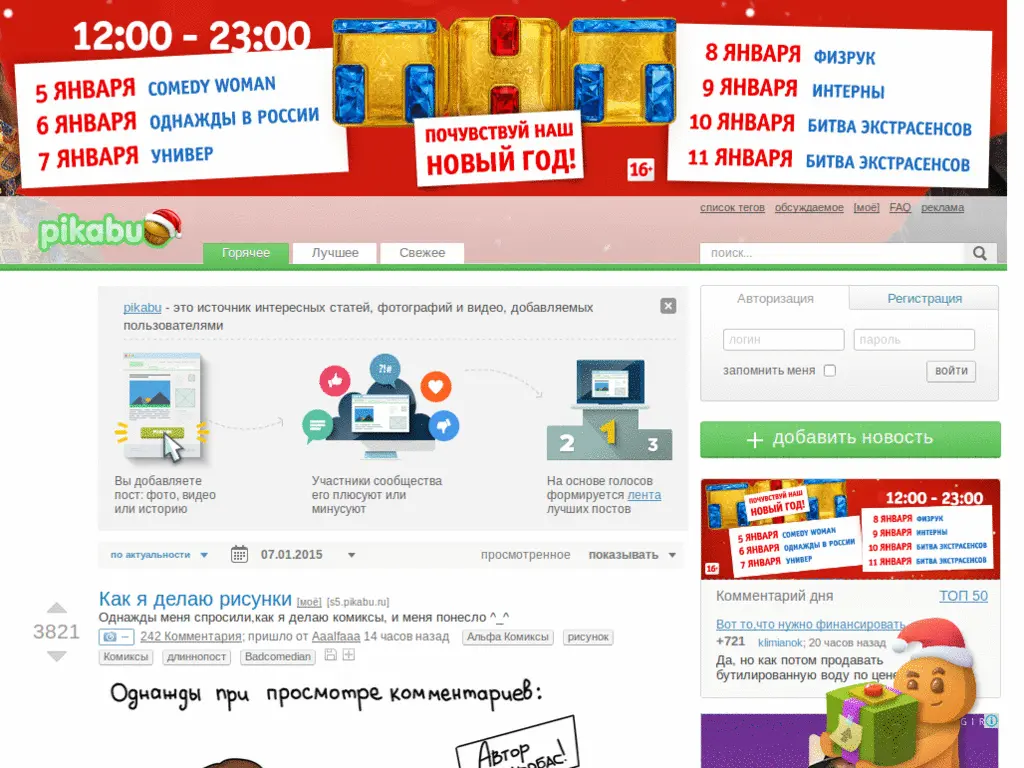 12:00 - 23:00
5 ЯНВАРЯ COMEDY WOMAN
6 ЯНВАРЯ ОДНАЖДЫ В РОССИИ
7 ЯНВАРЯ УНИВЕР
ТНТ
ПОЧУВСТВУЙ НАШ
НОВЫЙ ГОД!
16+
8 ЯНВАРЯ ФИЗРУК
9 ЯНВАРЯ ИНТЕРНЫ
10 ЯНВАРЯ БИТВА ЭКСТРАСЕНСОВ
11 ЯНВАРЯ БИТВА ЭКСТРАСЕНСОВ
список тегов обсуждаемое [моё] FAQ реклама
pikabu
Горячее Лучшее Свежее
поиск...
pikabu - это источник интересных статей, фотографий и видео, добавляемых
пользователями
?!#
2 1 3
Вы добавляете
пост: фото, видео
или историю
Участники сообщества
его плюсуют или
минусуют
На основе голосов
формируется лента
лучших постов
Авторизация Регистрация
логин пароль
запомнить меня войти
+ добавить новость
ПОЧУВСТВУЙ НАШ
НОВЫЙ ГОД!
12:00 - 23:00
5 ЯНВАРЯ COMEDY WOMAN
6 ЯНВАРЯ ОДНАЖДЫ В РОССИИ
7 ЯНВАРЯ УНИВЕР
8 ЯНВАРЯ ФИЗРУК
9 ЯНВАРЯ ИНТЕРНЫ
10 ЯНВАРЯ БИТВА ЭКСТРАСЕНСОВ
11 ЯНВАРЯ БИТВА ЭКСТРАСЕНСОВ
16+
по актуальности 07.01.2015 просмотренное показывать
3821
Как я делаю рисунки [моё] [s5.pikabu.ru]
Однажды меня спросили,как я делаю комиксы, и меня понесло ^_^
– 242 Комментария; пришло от Aaalfaaa 14 часов назад Альфа Комиксы рисунок
Комиксы длиннопост Badcomedian
Однажды при просмотре комментариев:
Автор
Комментарий дня ТОП 50
Вот то,что нужно финансировать
+721 klimianok; 20 часов назад
Да, но как потом продавать
бутилированную воду по цене